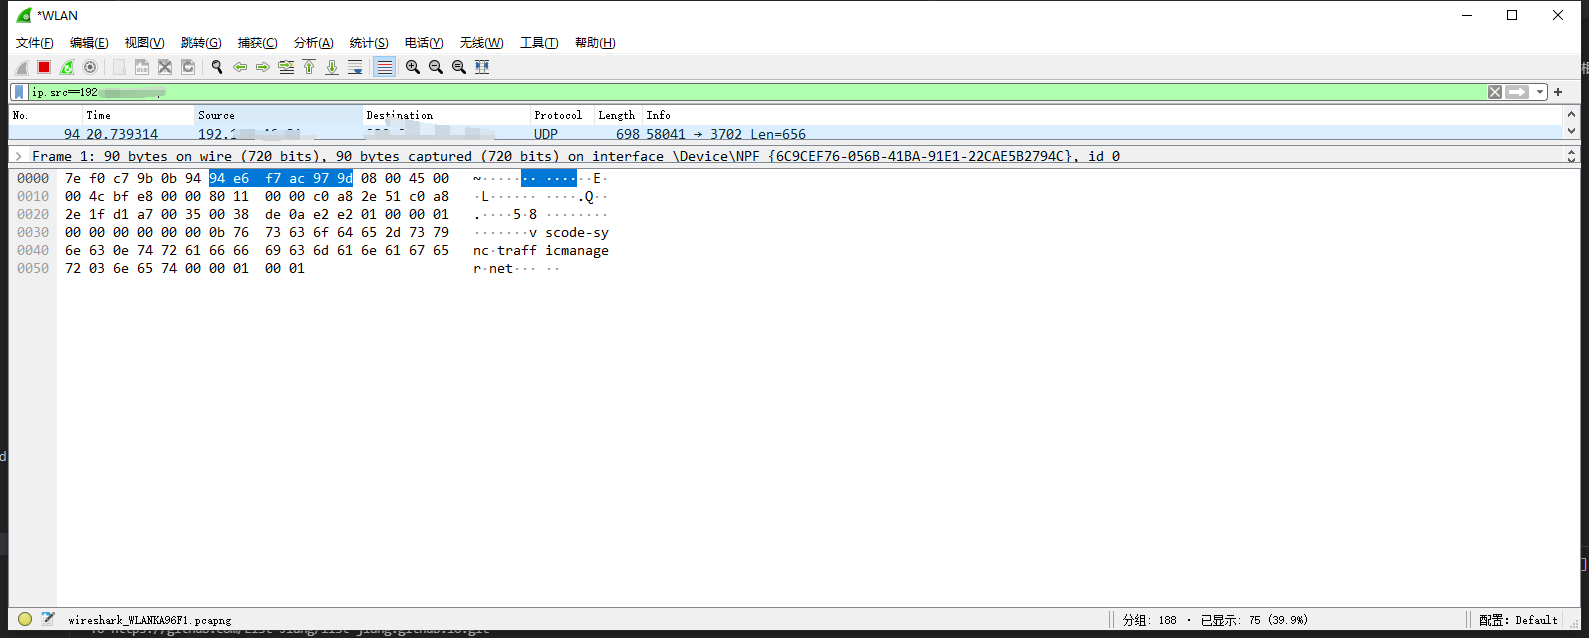 *WLAN
文件(F) 编辑(E) 视图(V) 跳转(G) 捕获(C) 分析(A) 统计(S) 电话(Y) 无线(W) 工具(T) 帮助(H)
ip.src==192
No. Time Source Destination Protocol Length Info
94 20.739314 192. UDP 698 58041 → 3702 Len=656
Frame 1: 90 bytes on wire (720 bits), 90 bytes captured (720 bits) on interface \Device\NPF_{6C9CEF76-056B-41BA-91E1-22CAE5B2794C}, id 0
0000 7e f0 c7 9b 0b 94 94 e6 f7 ac 97 9d 08 00 45 00 ~····· ·· ····· ··E·
0010 00 4c bf e8 00 00 80 11 00 00 c0 a8 2e 51 c0 a8 ·L······ ····.Q··
0020 2e 1f d1 a7 00 35 00 38 de 0a e2 e2 01 00 00 01 .····5·8 ········
0030 00 00 00 00 00 00 0b 76 73 63 6f 64 65 2d 73 79 ·······v scode-sy
0040 6e 63 0e 74 72 61 66 66 69 63 6d 61 6e 61 67 65 nc·traff icmanage
0050 72 03 6e 65 74 00 00 01 00 01 r·net··· ··
wireshark_WLANKA96F1.pcapng 分组: 188 · 已显示: 75 (39.9%) 配置: Default